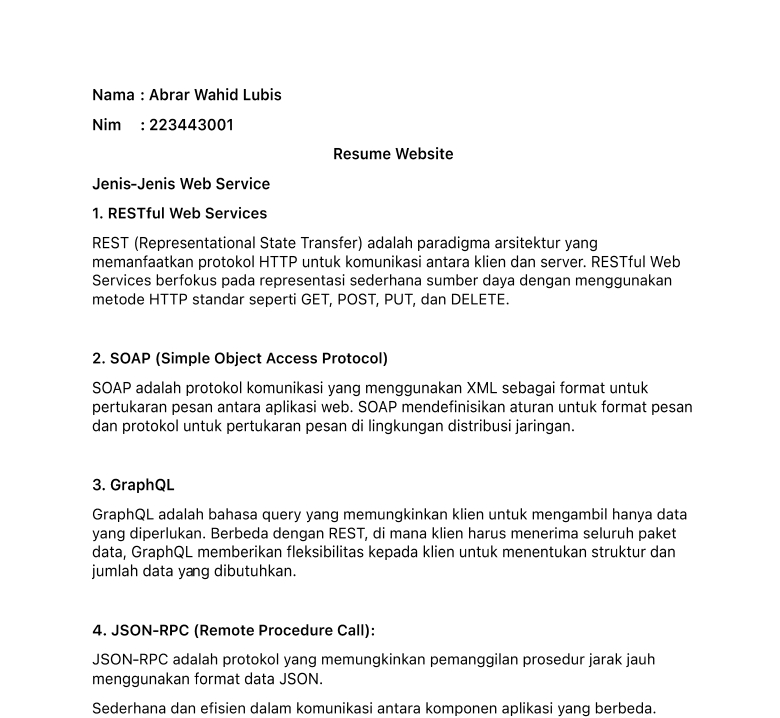 Nama : Abrar Wahid Lubis
Nim : 223443001
Resume Website
Jenis-Jenis Web Service
1. RESTful Web Services
REST (Representational State Transfer) adalah paradigma arsitektur yang
memanfaatkan protokol HTTP untuk komunikasi antara klien dan server. RESTful Web
Services berfokus pada representasi sederhana sumber daya dengan menggunakan
metode HTTP standar seperti GET, POST, PUT, dan DELETE.
2. SOAP (Simple Object Access Protocol)
SOAP adalah protokol komunikasi yang menggunakan XML sebagai format untuk
pertukaran pesan antara aplikasi web. SOAP mendefinisikan aturan untuk format pesan
dan protokol untuk pertukaran pesan di lingkungan distribusi jaringan.
3. GraphQL
GraphQL adalah bahasa query yang memungkinkan klien untuk mengambil hanya data
yang diperlukan. Berbeda dengan REST, di mana klien harus menerima seluruh paket
data, GraphQL memberikan fleksibilitas kepada klien untuk menentukan struktur dan
jumlah data yang dibutuhkan.
4. JSON-RPC (Remote Procedure Call):
JSON-RPC adalah protokol yang memungkinkan pemanggilan prosedur jarak jauh
menggunakan format data JSON.
Sederhana dan efisien dalam komunikasi antara komponen aplikasi yang berbeda.